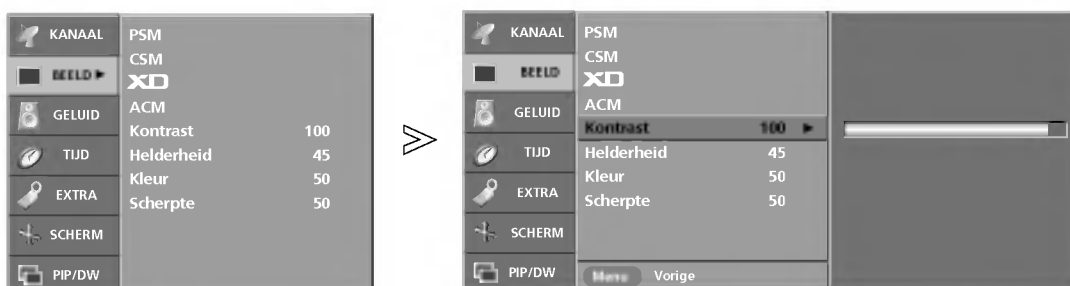 KANAAL
BEELD
GELUID
TIJD
EXTRA
SCHERM
PIP/DW
PSM
CSM
XD
ACM
Kontrast 100
Helderheid 45
Kleur 50
Scherpte 50
KANAAL
BEELD
GELUID
TIJD
EXTRA
SCHERM
PIP/DW
PSM
CSM
XD
ACM
Kontrast 100
Helderheid 45
Kleur 50
Scherpte 50
Menu Vorige